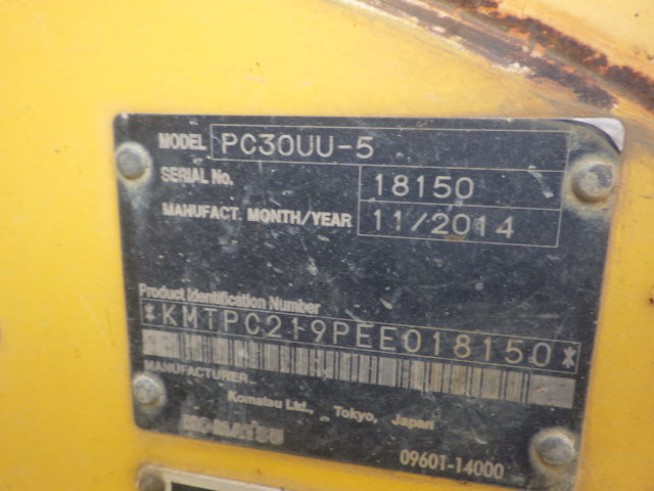 MODEL PC30UU-5
SERIAL No. 18150
MANUFACT. MONTH/YEAR 11/2014
Product Identification Number
*KMTPC219PEE018150*
MANUFACTURER
Komatsu Ltd., Tokyo, Japan
KOMATSU
09601-14000